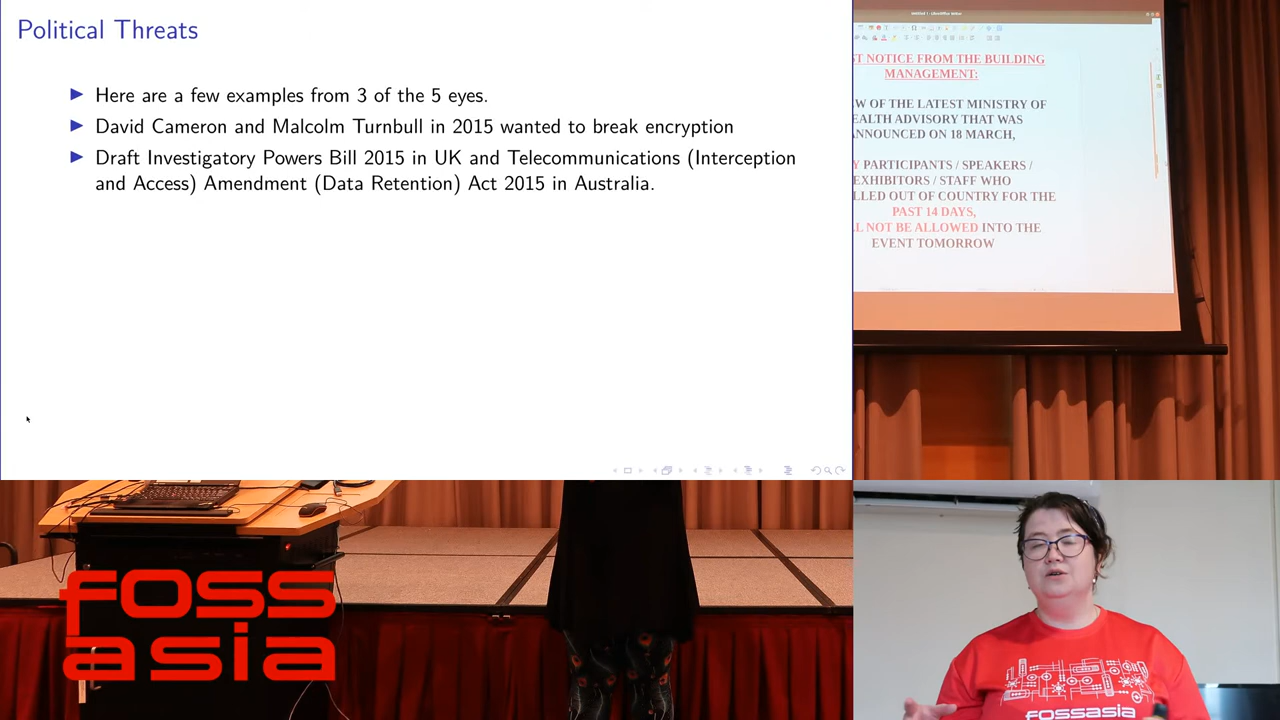 Political Threats
Here are a few examples from 3 of the 5 eyes.
David Cameron and Malcolm Turnbull in 2015 wanted to break encryption
Draft Investigatory Powers Bill 2015 in UK and Telecommunications (Interception
and Access) Amendment (Data Retention) Act 2015 in Australia.
NOTICE FROM THE BUILDING
MANAGEMENT:
OF THE LATEST MINISTRY OF
ADVISORY THAT WAS
ANNOUNCED ON 18 MARCH,
PARTICIPANTS / SPEAKERS /
EXHIBITORS / STAFF WHO
OUT OF COUNTRY FOR THE
PAST 14 DAYS,
NOT BE ALLOWED INTO THE
EVENT TOMORROW
foss
asia
fossasia